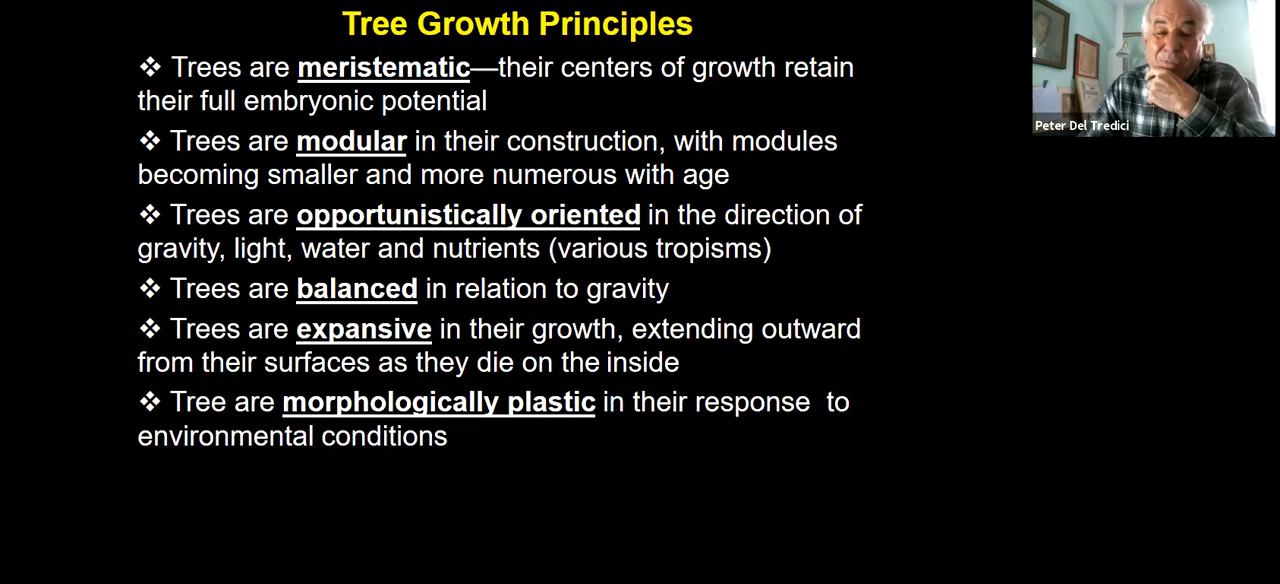 Tree Growth Principles
❖ Trees are meristematic—their centers of growth retain
their full embryonic potential
❖ Trees are modular in their construction, with modules
becoming smaller and more numerous with age
❖ Trees are opportunistically oriented in the direction of
gravity, light, water and nutrients (various tropisms)
❖ Trees are balanced in relation to gravity
❖ Trees are expansive in their growth, extending outward
from their surfaces as they die on the inside
❖ Tree are morphologically plastic in their response  to
environmental conditions
Peter Del Tredici